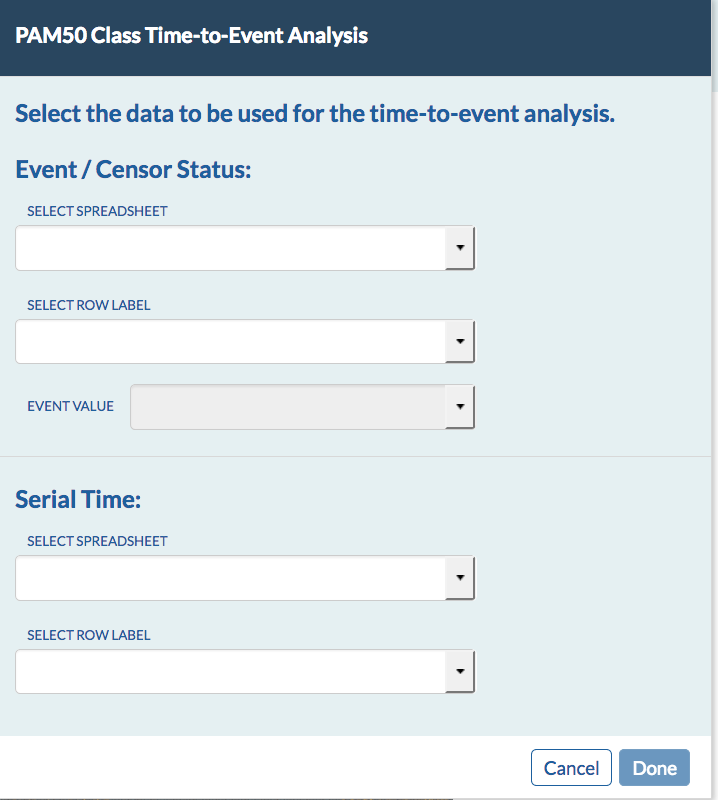 PAM50 Class Time-to-Event Analysis
Select the data to be used for the time-to-event analysis.
Event / Censor Status:
SELECT SPREADSHEET
SELECT ROW LABEL
EVENT VALUE
Serial Time:
SELECT SPREADSHEET
SELECT ROW LABEL
Cancel Done